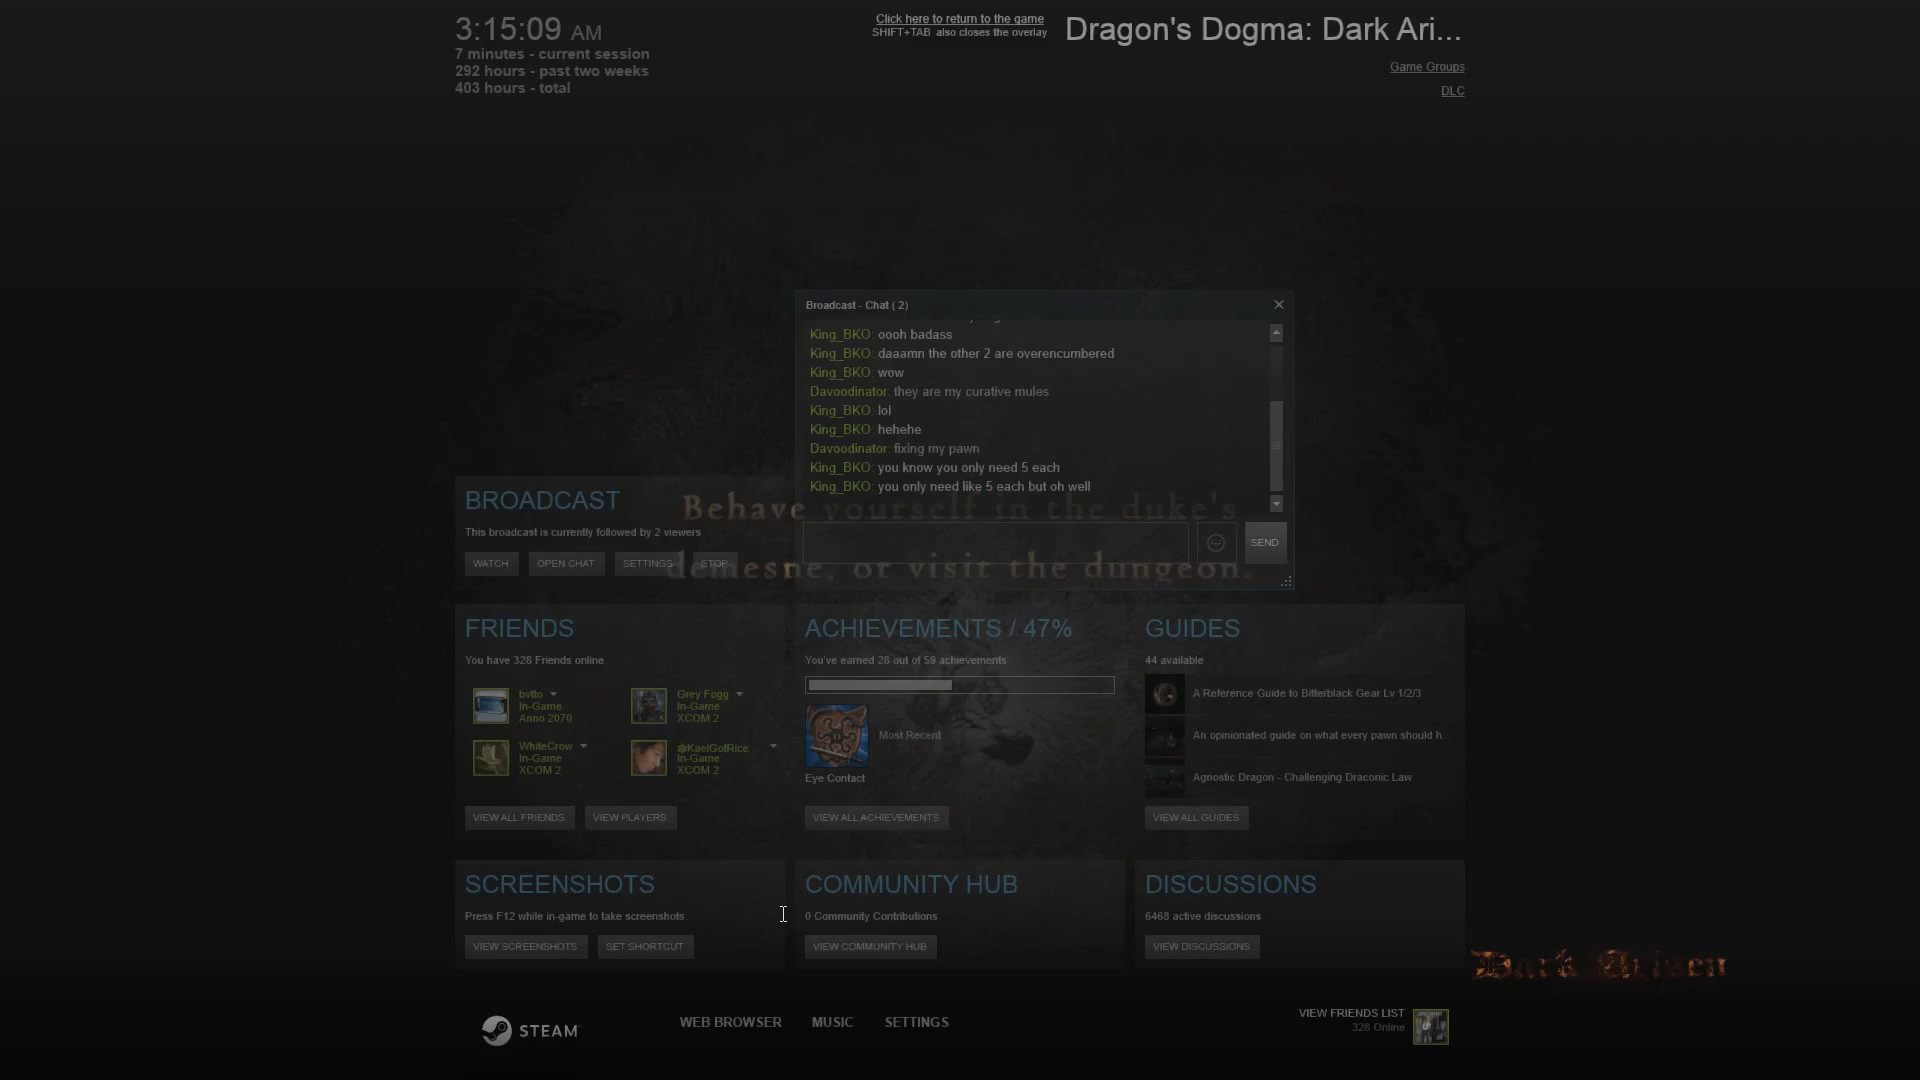 3:15:09 AM
7 minutes - current session
292 hours - past two weeks
403 hours - total
Click here to return to the game
SHIFT+TAB also closes the overlay
Dragon's Dogma: Dark Ari...
Game Groups
DLC
Broadcast - Chat ( 2)
King_BKO: oooh badass
King_BKO: daaamn the other 2 are overencumbered
King_BKO: wow
Davoodinator: they are my curative mules
King_BKO: lol
King_BKO: hehehe
Davoodinator: fixing my pawn
King_BKO: you know you only need 5 each
King_BKO: you only need like 5 each but oh well
SEND
Behave yourself in the duke's
demesne, or visit the dungeon.
BROADCAST
This broadcast is currently followed by 2 viewers
WATCH
OPEN CHAT
SETTINGS
STOP
FRIENDS
You have 328 Friends online
bvtto
In-Game
Anno 2070
Grey Fogg
In-Game
XCOM 2
WhiteCrow
In-Game
XCOM 2
KaelGotRice...
In-Game
XCOM 2
VIEW ALL FRIENDS
VIEW PLAYERS
ACHIEVEMENTS / 47%
You've earned 28 out of 59 achievements
Most Recent
Eye Contact
VIEW ALL ACHIEVEMENTS
GUIDES
44 available
A Reference Guide to Bitterblack Gear Lv 1/2/3
An opinionated guide on what every pawn should h...
Agnostic Dragon - Challenging Draconic Law
VIEW ALL GUIDES
SCREENSHOTS
Press F12 while in-game to take screenshots.
VIEW SCREENSHOTS
SET SHORTCUT
COMMUNITY HUB
0 Community Contributions
VIEW COMMUNITY HUB
DISCUSSIONS
6468 active discussions
VIEW DISCUSSIONS
Dark Arisen
STEAM
WEB BROWSER
MUSIC
SETTINGS
VIEW FRIENDS LIST
328 Online